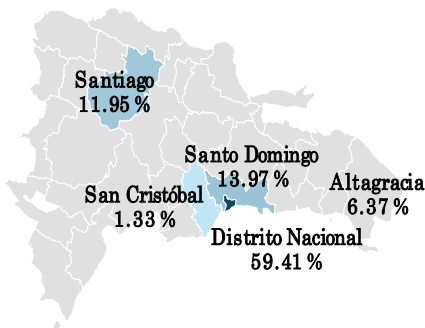 Santiago
11.95 %
Santo Domingo
13.97 %
San Cristóbal
1.33 %
Altagracia
6.37 %
Distrito Nacional
59.41 %